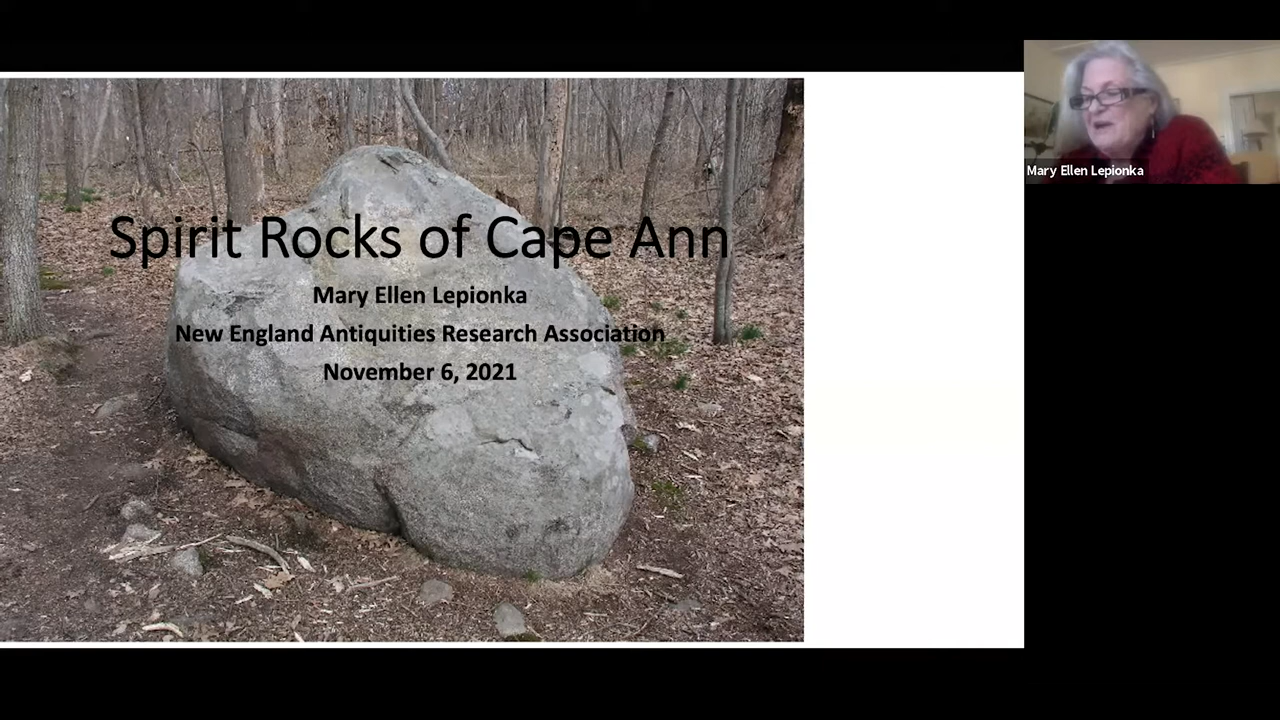 Spirit Rocks of Cape Ann
Mary Ellen Lepionka
New England Antiquities Research Association
November 6, 2021
Mary Ellen Lepionka